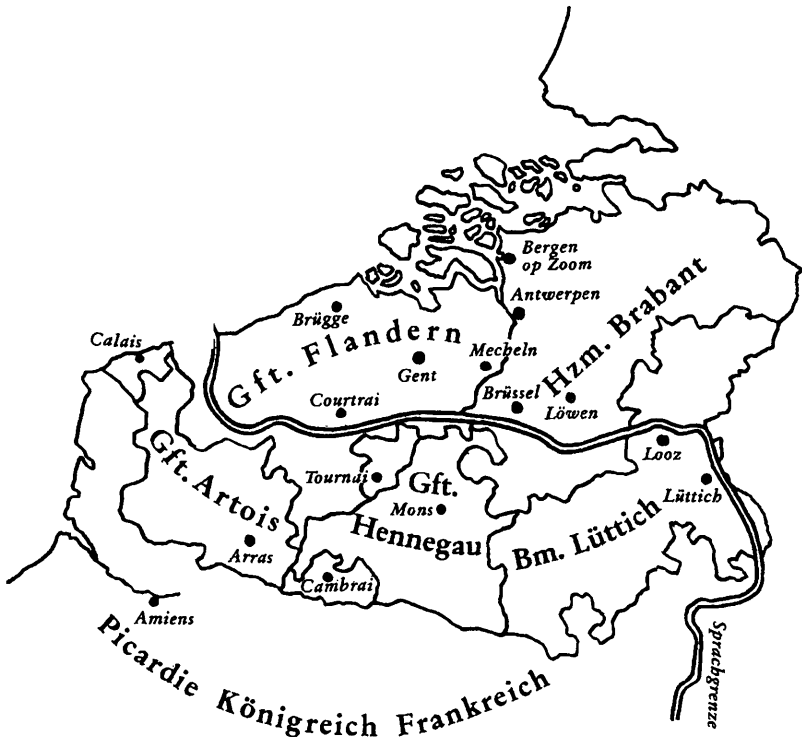 Bergen
op Zoom
Antwerpen
Brügge
Calais
Gft. Flandern
Mecheln
Gent
Hzm. Brabant
Brüssel
Löwen
Courtrai
Looz
Gft. Artois
Tournai
Gft.
Hennegau
Mons
Lüttich
Bm. Lüttich
Arras
Cambrai
Amiens
Picardie Königreich Frankreich
Sprachgrenze